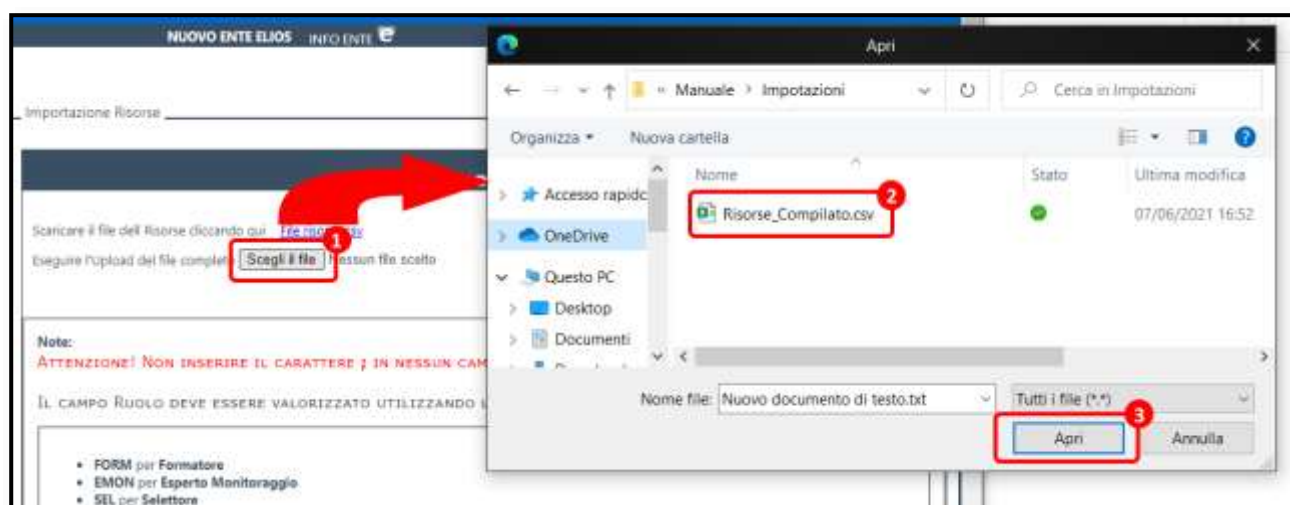 NUOVO ENTE ELIOS INFO ENTE
Importazione Risorse
Scaricare il file dell Risorse cliccando qui
1
Eseguire l'Upload del file completo Scegli il file Nessun file scelto
Note:
ATTENZIONE! NON INSERIRE IL CARATTERE ; IN NESSUN CAM
IL CAMPO RUOLO DEVE ESSERE VALORIZZATO UTILIZZANDO
• FORM per Formatore
• EMON per Esperto Monitoraggio
• SEL per Selettore
Apri
« Manuale > Impotazioni
Cerca in Impotazioni
Organizza Nuova cartella
Nome Stato Ultima modifica
2
Risorse_Compilato.csv 07/06/2021 16:52
Accesso rapido
OneDrive
Questo PC
Desktop
Documenti
Nome file: Nuovo documento di testo.txt Tutti i file (*.*)
3
Apri Annulla